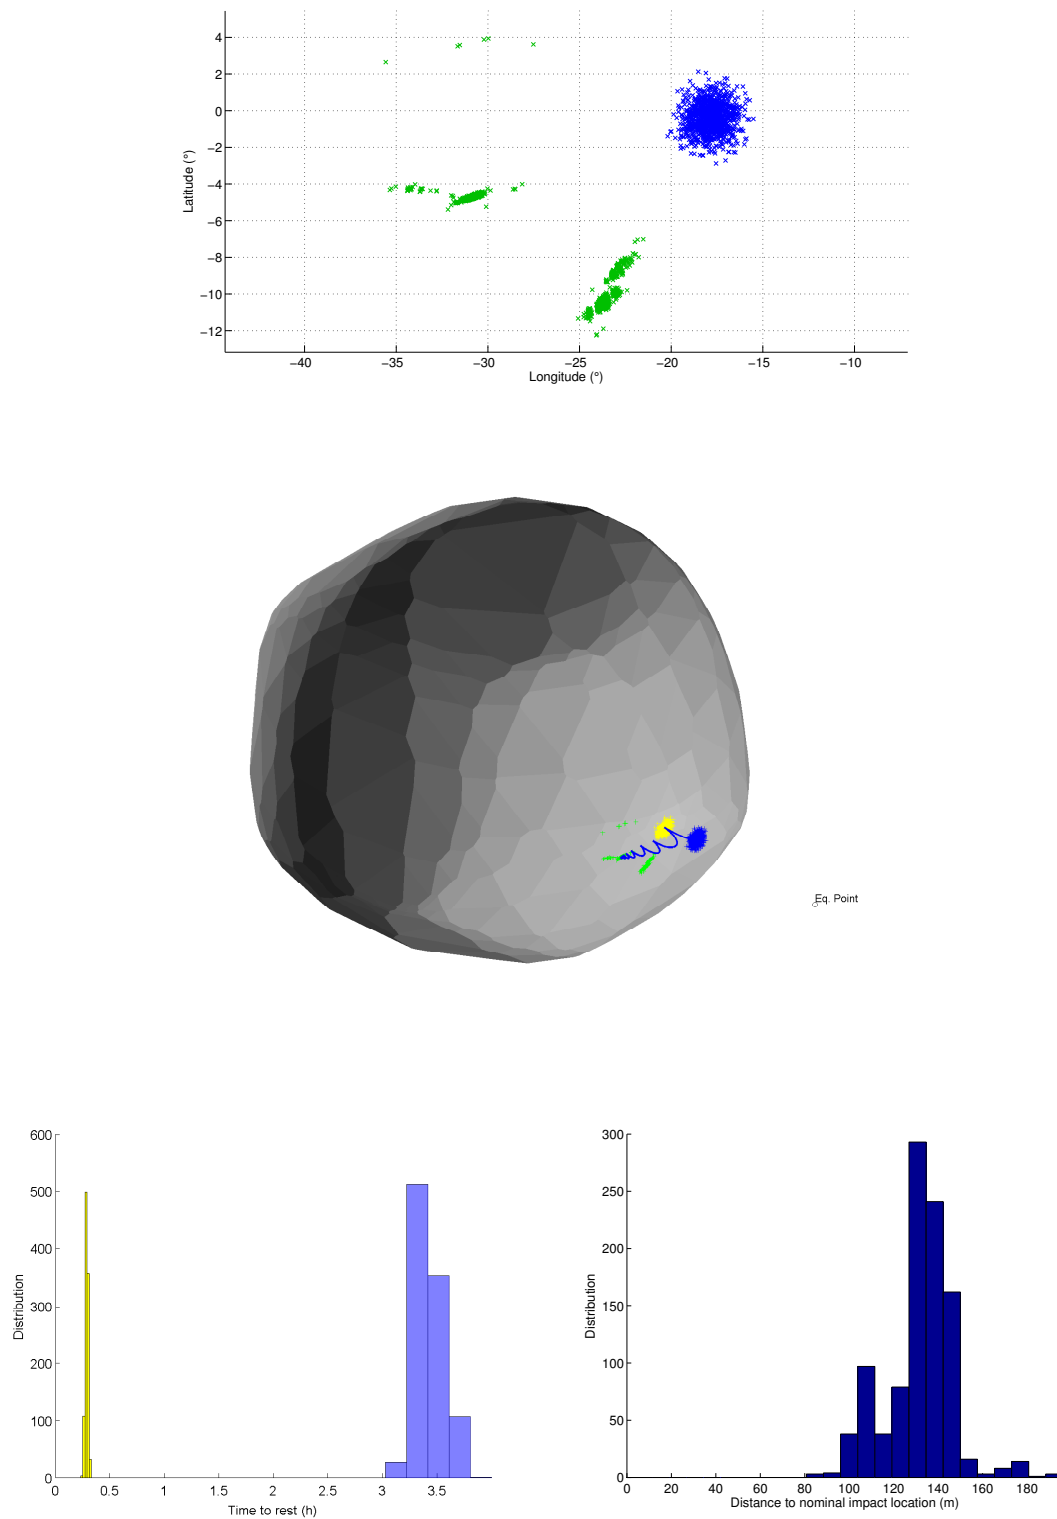 4
2
0
−2
−4
−6
−8
−10
−12
Latitude (°)
−40 −35 −30 −25 −20 −15 −10
Longitude (°)
Eq. Point
600
500
400
300
200
100
0
Distribution
0 0.5 1 1.5 2 2.5 3 3.5
Time to rest (h)
300
250
200
150
100
50
0
Distribution
0 20 40 60 80 100 120 140 160 180
Distance to nominal impact location (m)